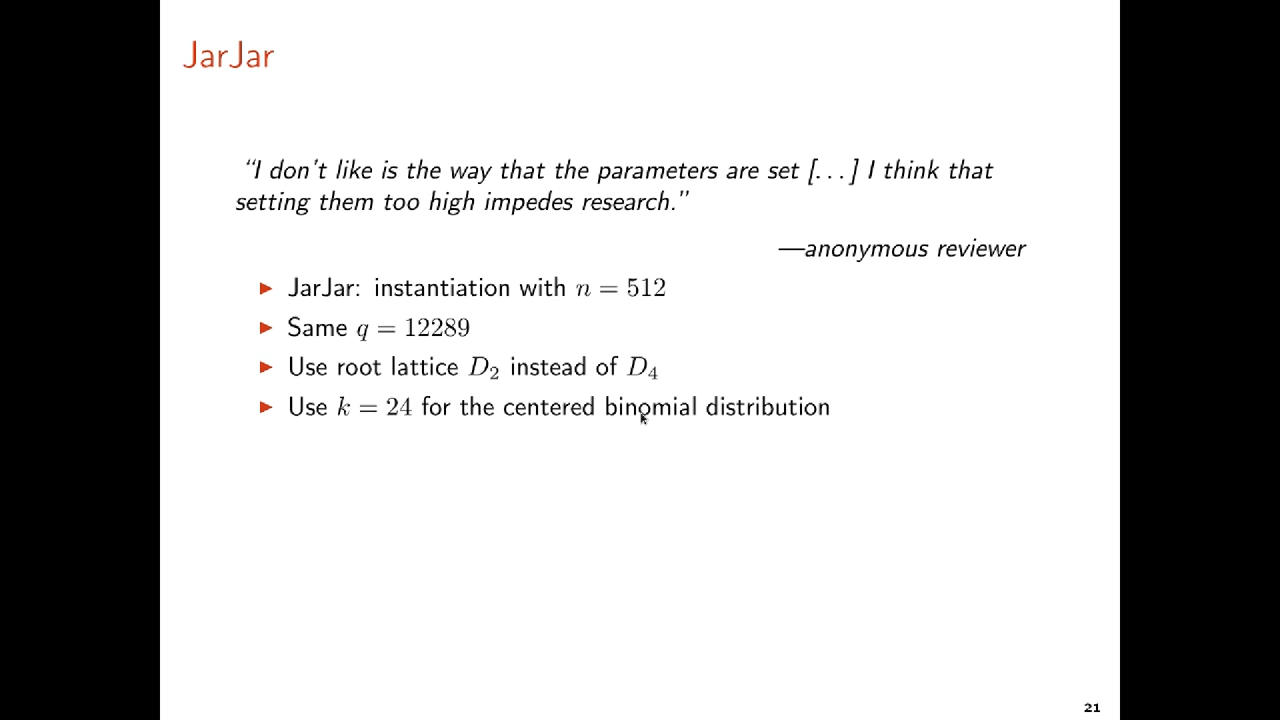 JarJar
“I don’t like is the way that the parameters are set [. . . ] I think that
setting them too high impedes research.”
—anonymous reviewer
▶ JarJar: instantiation with n = 512
▶ Same q = 12289
▶ Use root lattice D₂ instead of D₄
▶ Use k = 24 for the centered binomial distribution
21